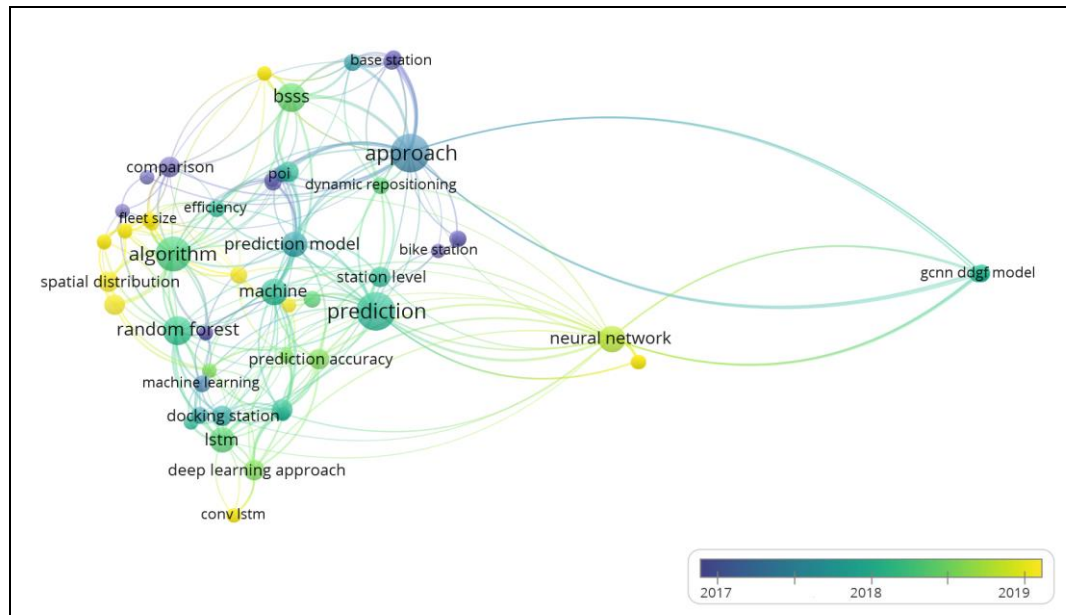 base station
bsss
approach
comparison
poi
dynamic repositioning
efficiency
fleet size
prediction model
bike station
algorithm
station level
gcnn ddgf model
spatial distribution
machine
prediction
random forest
neural network
prediction accuracy
machine learning
docking station
lstm
deep learning approach
conv lstm
2017 2018 2019